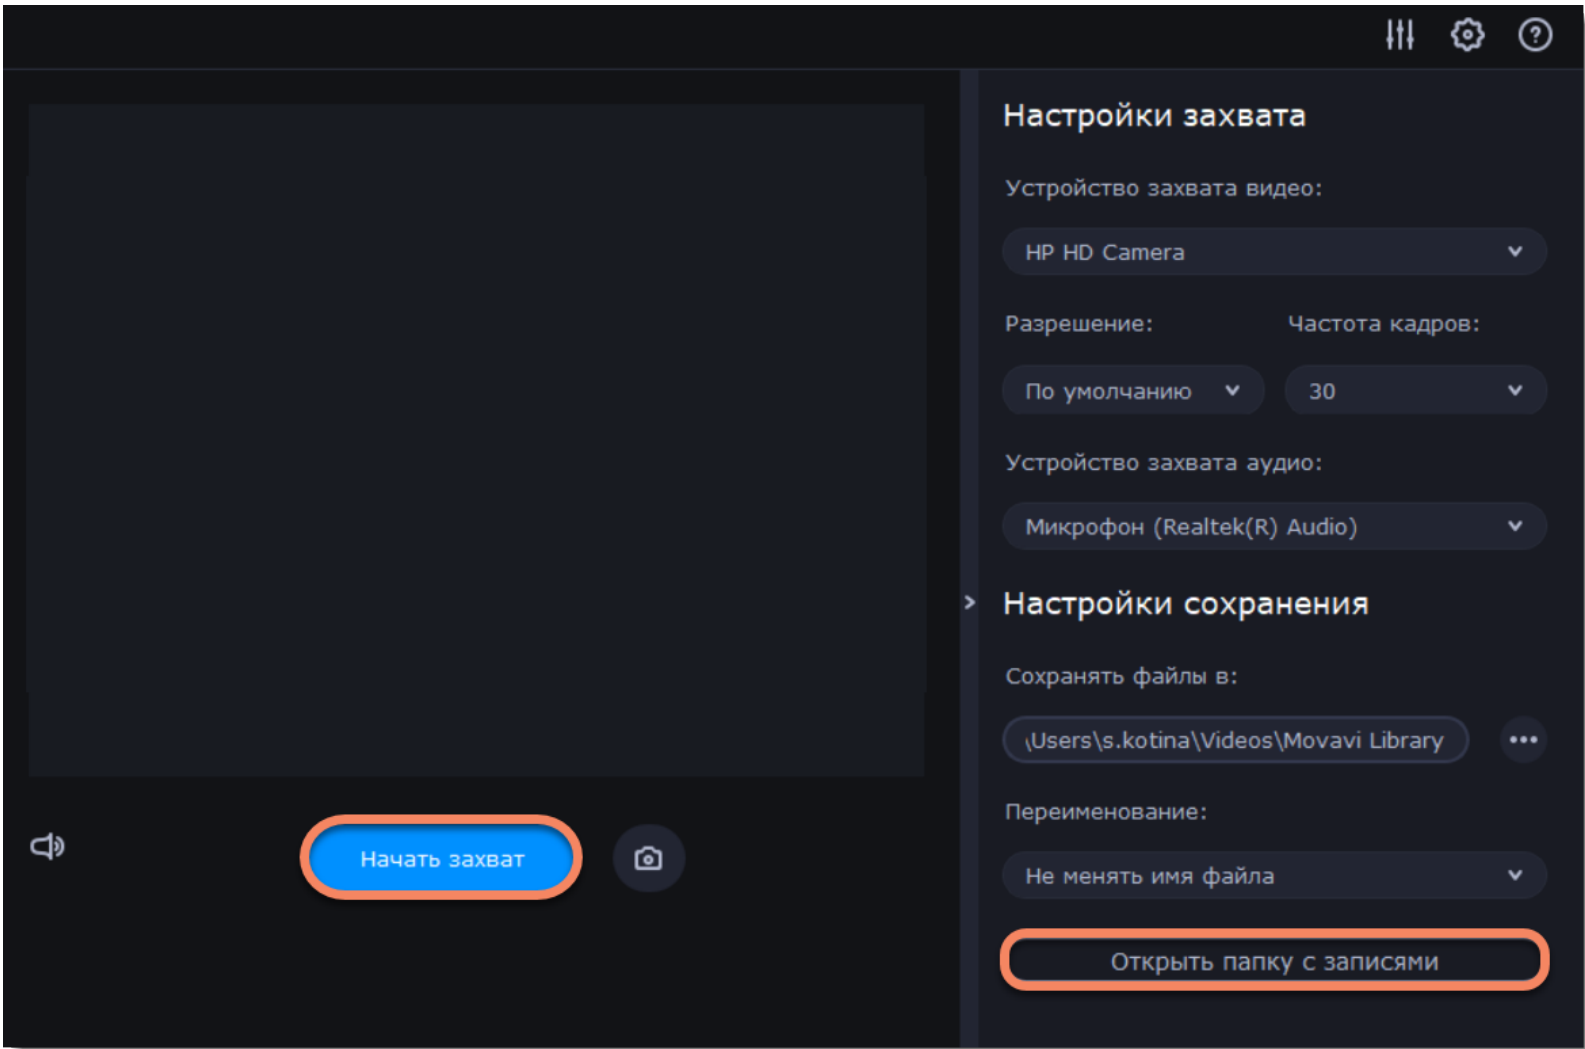 Настройки захвата
Устройство захвата видео:
HP HD Camera
Разрешение: Частота кадров:
По умолчанию 30
Устройство захвата аудио:
Микрофон (Realtek(R) Audio)
Настройки сохранения
Сохранять файлы в:
\Users\s.kotina\Videos\Movavi Library
Переименование:
Не менять имя файла
Открыть папку с записями
Начать захват